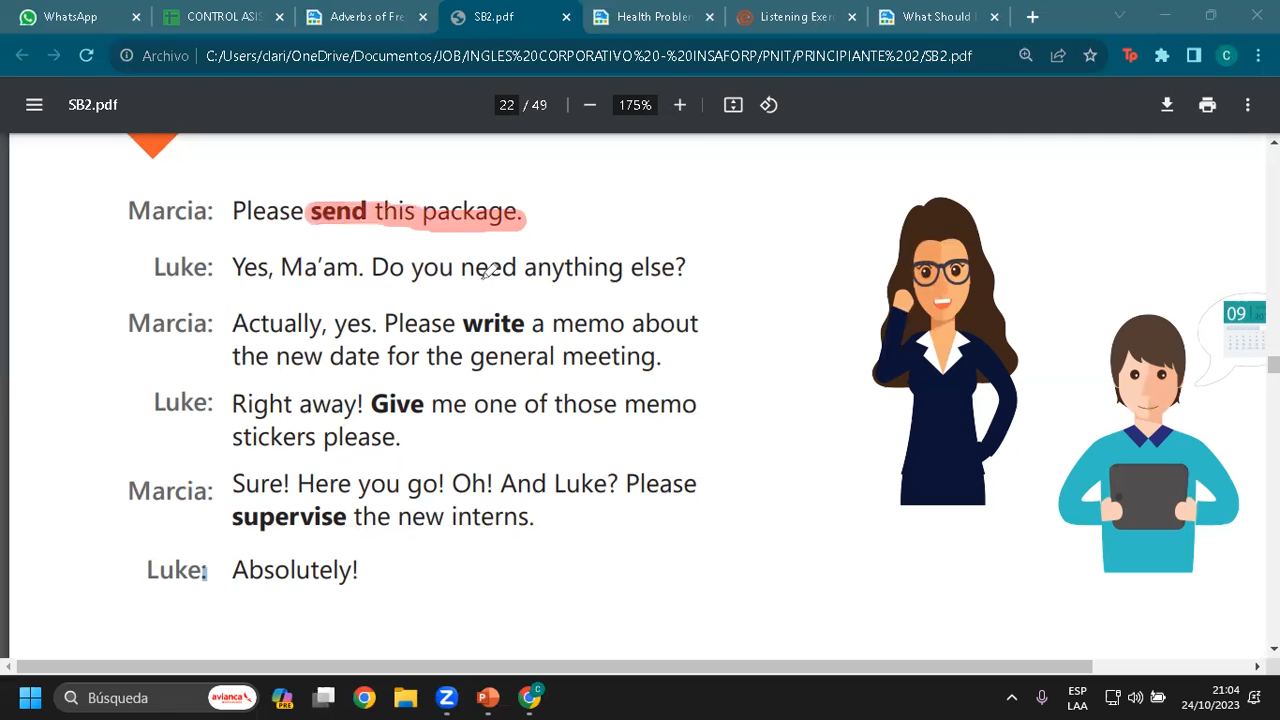 WhatsApp
CONTROL ASIS
Adverbs of Fre
SB2.pdf
Health Problem
Listening Exerc
What Should I
Archivo
C:/Users/clari/OneDrive/Documentos/JOB/INGLES%20CORPORATIVO%20-%20INSAFORP/PNIT/PRINCIPIANTE%202/SB2.pdf
C
SB2.pdf
22 / 49
175%
Marcia: Please send this package.
Luke: Yes, Ma’am. Do you need anything else?
Marcia: Actually, yes. Please write a memo about
the new date for the general meeting.
Luke: Right away! Give me one of those memo
stickers please.
Marcia: Sure! Here you go! Oh! And Luke? Please
supervise the new interns.
Luke: Absolutely!
09
Búsqueda
avianca
PRE
ESP
LAA
21:04
24/10/2023